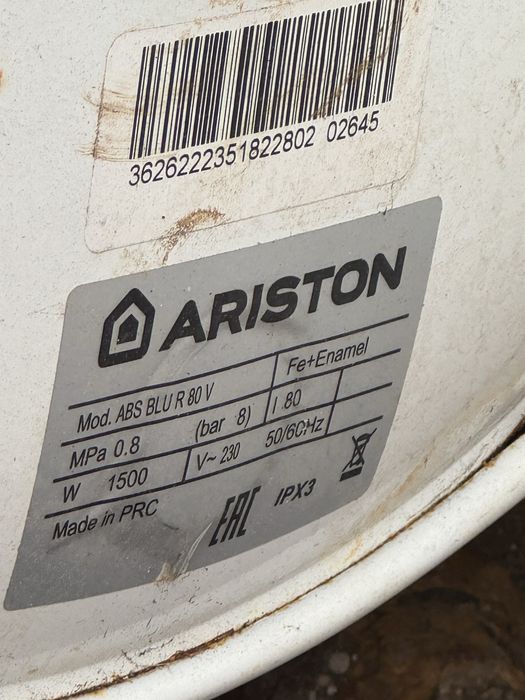 3626222351822802 02645
ARISTON
Mod. ABS BLU R 80 V Fe+Enamel
MPa 0.8 (bar 8) l 80
W 1500 V~ 230 50/60Hz
Made in PRC EAC IPX3